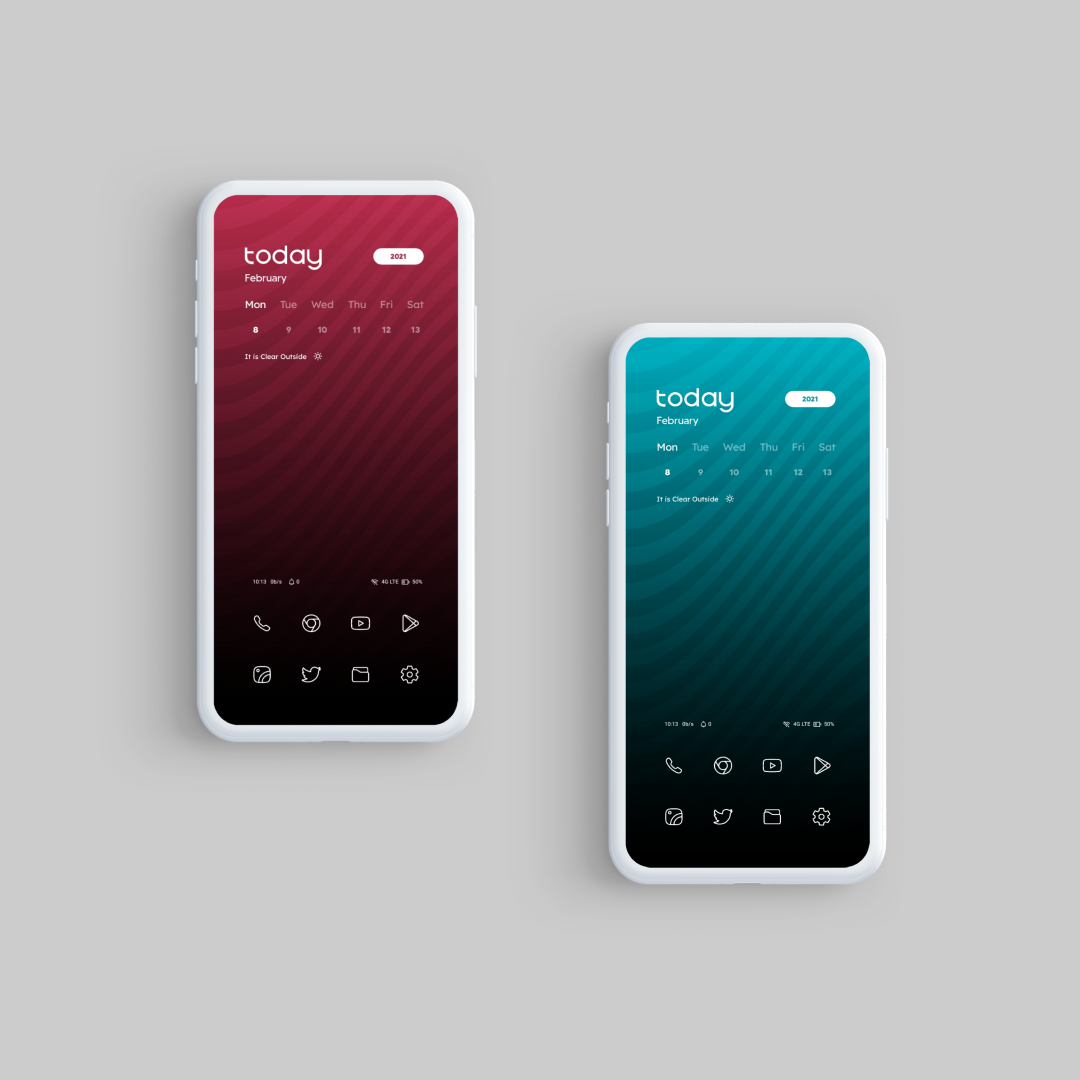 today 2021
February
Mon Tue Wed Thu Fri Sat
8 9 10 11 12 13
It is Clear Outside
10:13 0b/s 0 4G LTE 50%
today 2021
February
Mon Tue Wed Thu Fri Sat
8 9 10 11 12 13
It is Clear Outside
10:13 0b/s 0 4G LTE 50%